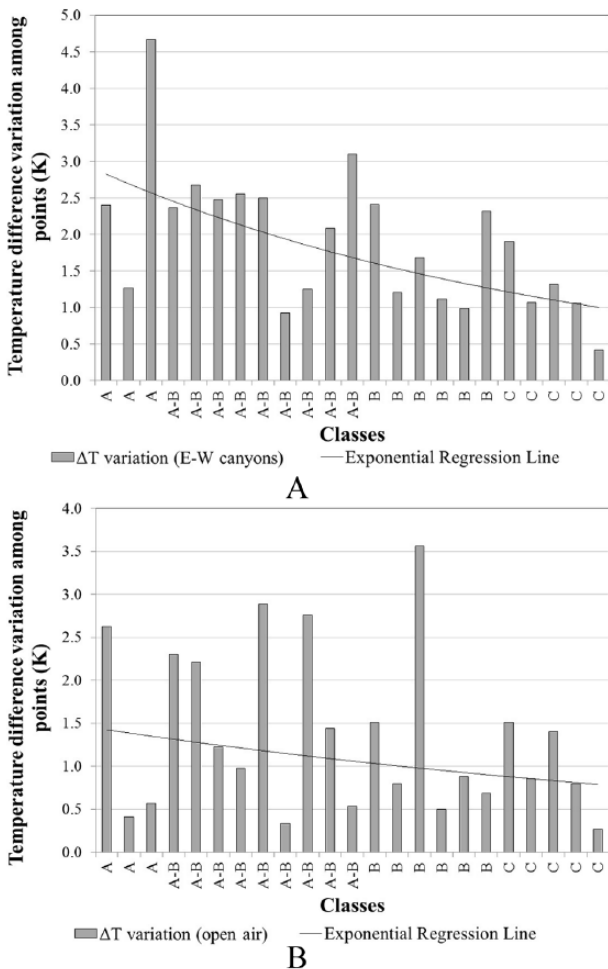 Temperature difference variation among
points (K)
5.0
4.5
4.0
3.5
3.0
2.5
2.0
1.5
1.0
0.5
0.0
A A A A-B A-B A-B A-B A-B A-B A-B A-B A-B B B B B B B C C C C C
Classes
ΔT variation (E-W canyons) Exponential Regression Line
A
Temperature difference variation among
points (K)
4.0
3.5
3.0
2.5
2.0
1.5
1.0
0.5
0.0
A A A A-B A-B A-B A-B A-B A-B A-B A-B A-B B B B B B B C C C C C
Classes
ΔT variation (open air) Exponential Regression Line
B